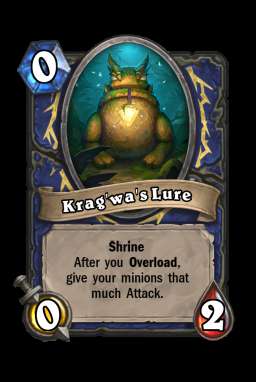 0
Krag'wa's Lure
Shrine
After you Overload,
give your minions that
much Attack.
0
2